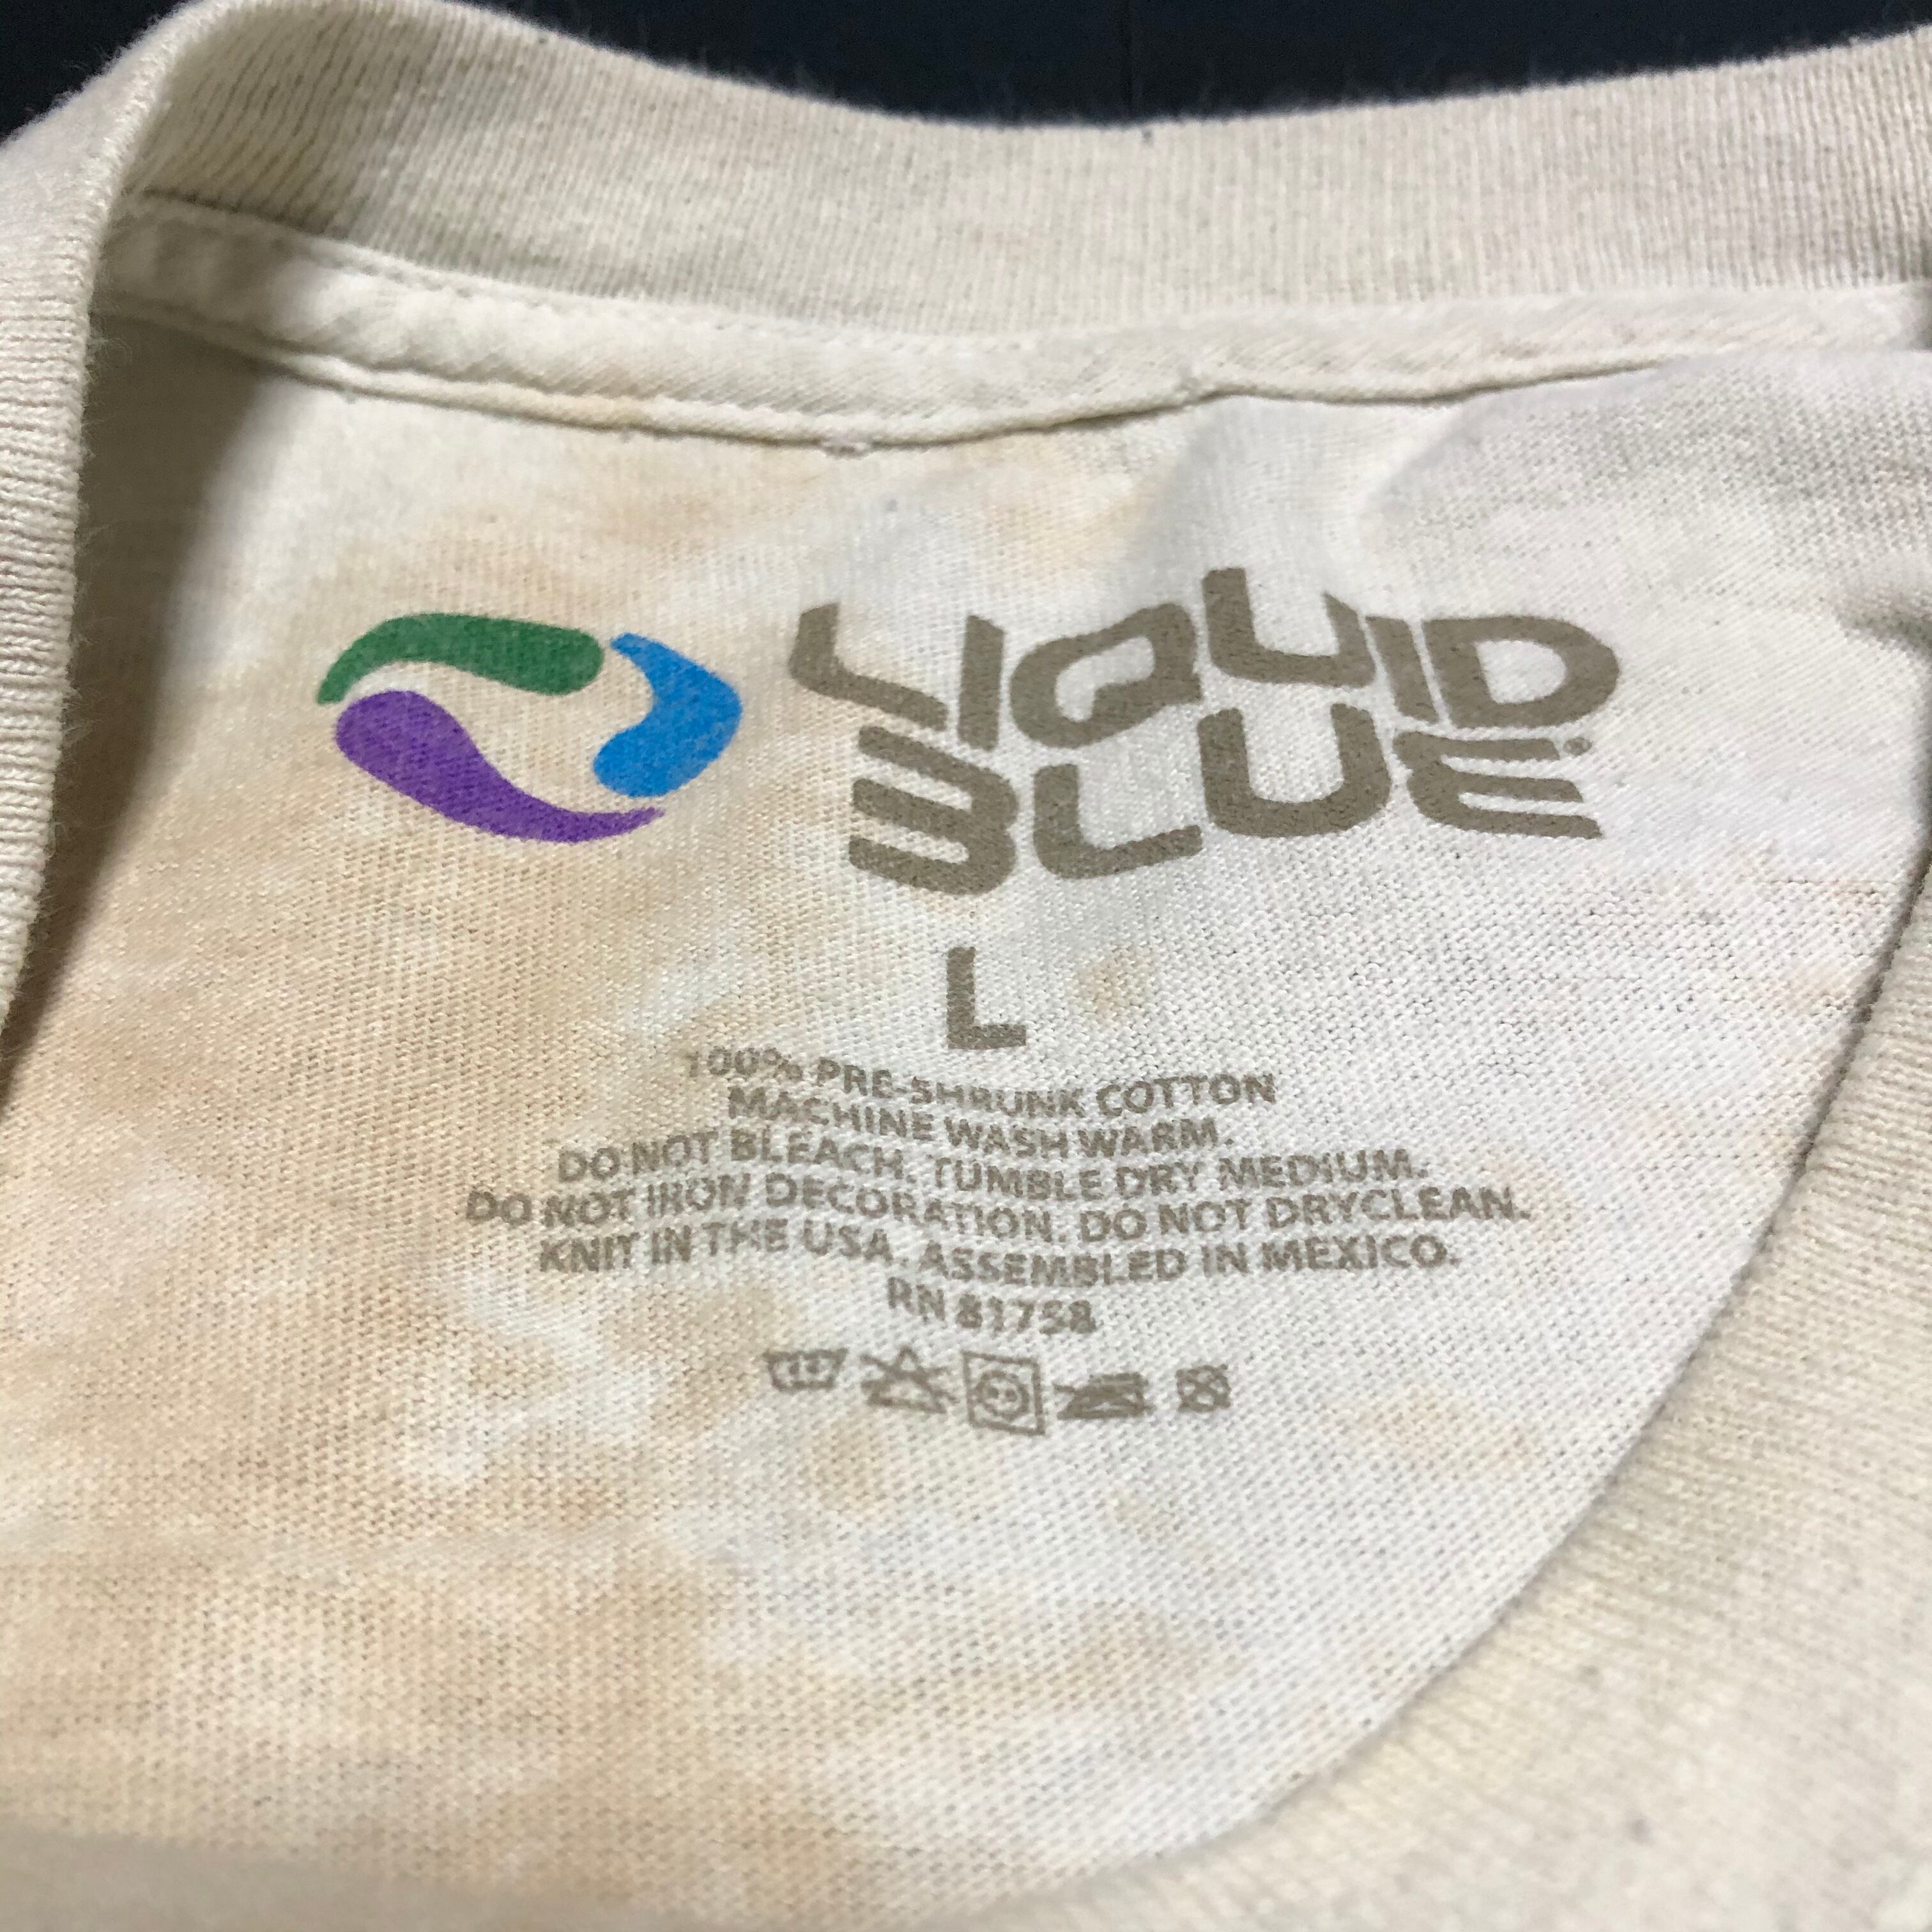 LIQUID
BLUE
L
100% PRE-SHRUNK COTTON
MACHINE WASH WARM.
DO NOT BLEACH. TUMBLE DRY MEDIUM.
DO NOT IRON DECORATION. DO NOT DRYCLEAN.
KNIT IN THE USA. ASSEMBLED IN MEXICO.
RN 81758